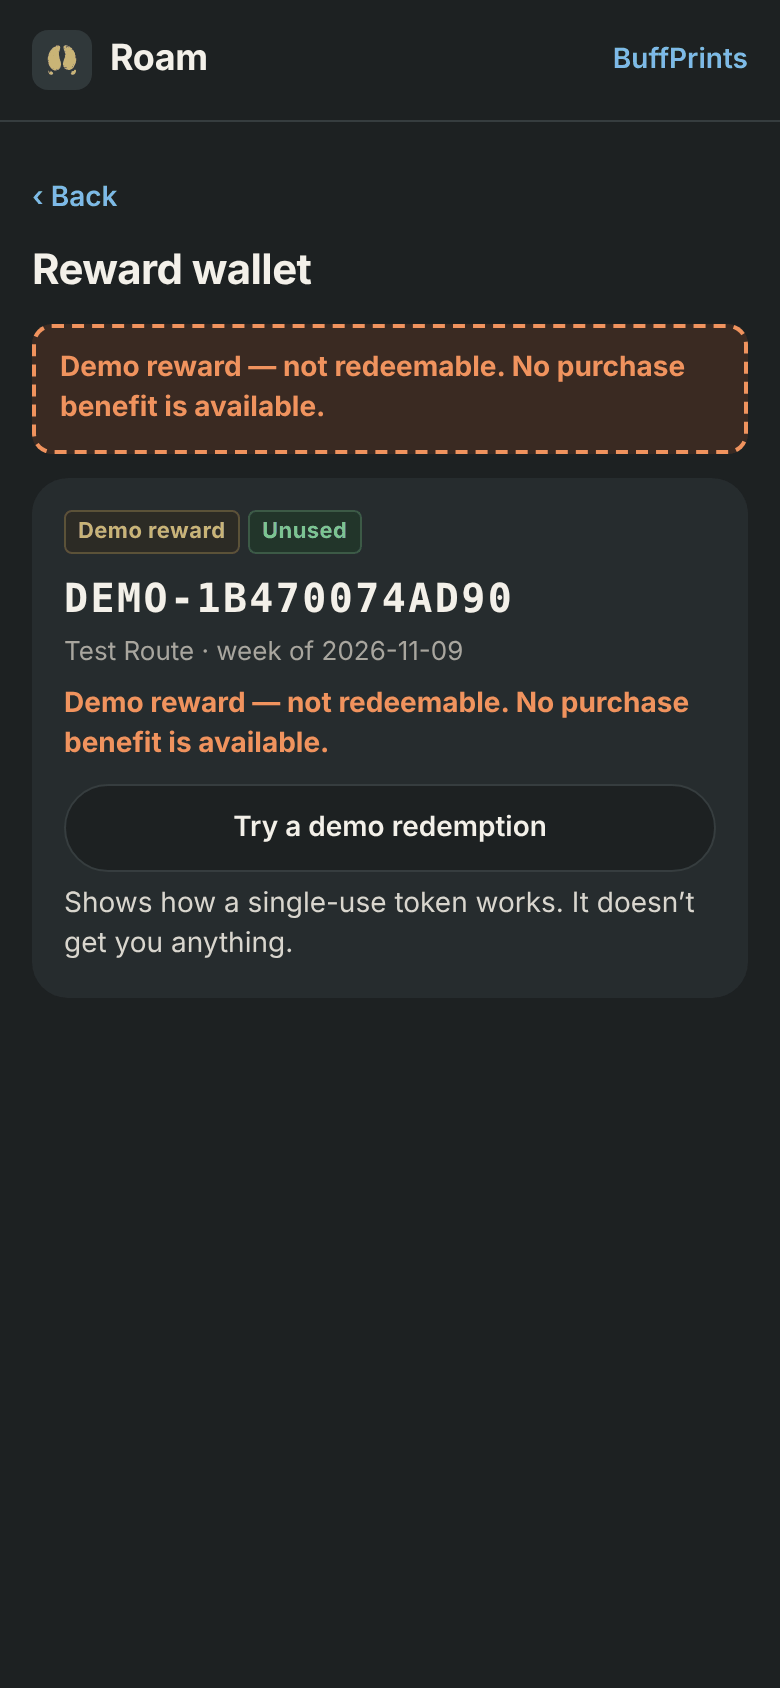 Roam
BuffPrints
‹ Back
Reward wallet
Demo reward — not redeemable. No purchase
benefit is available.
Demo reward
Unused
DEMO-1B470074AD90
Test Route · week of 2026-11-09
Demo reward — not redeemable. No purchase
benefit is available.
Try a demo redemption
Shows how a single-use token works. It doesn’t
get you anything.